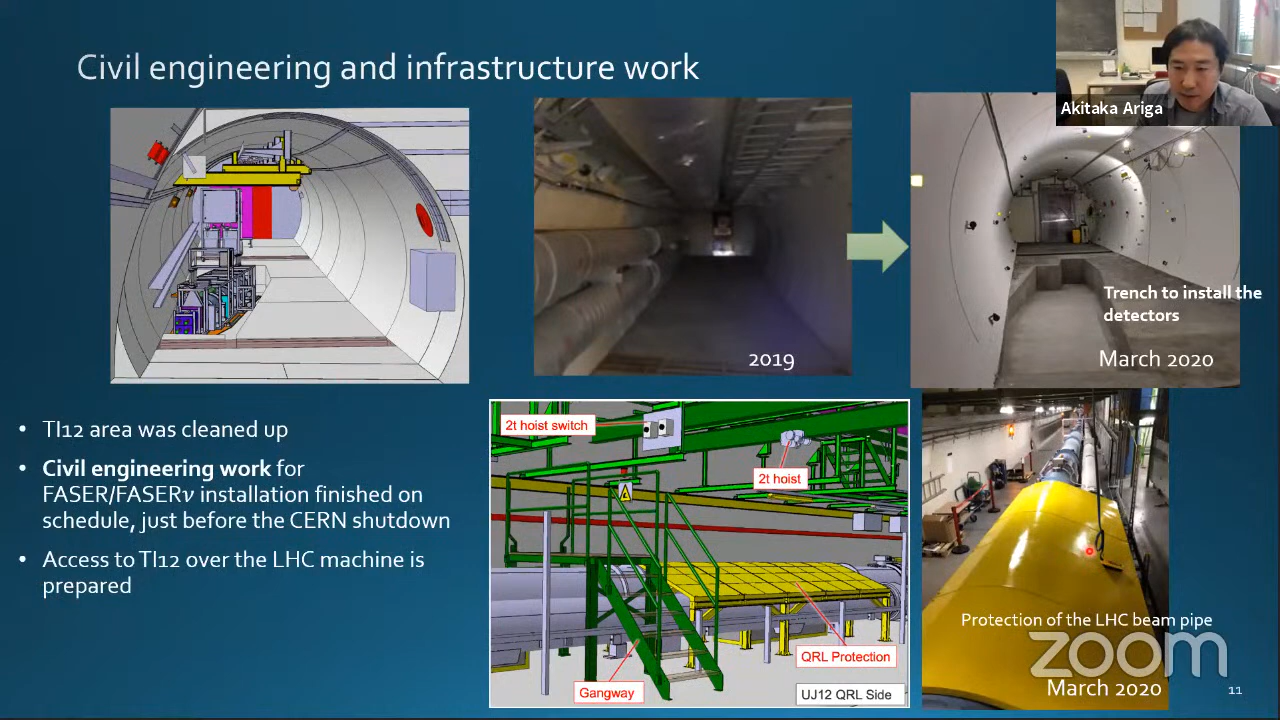 Civil engineering and infrastructure work
Akitaka Ariga
2019
Trench to install the
detectors
March 2020
• TI12 area was cleaned up
• Civil engineering work for
FASER/FASERν installation finished on
schedule, just before the CERN shutdown
• Access to TI12 over the LHC machine is
prepared
2t hoist switch
2t hoist
QRL Protection
Gangway
UJ12 QRL Side
Protection of the LHC beam pipe
zoom
March 2020
11